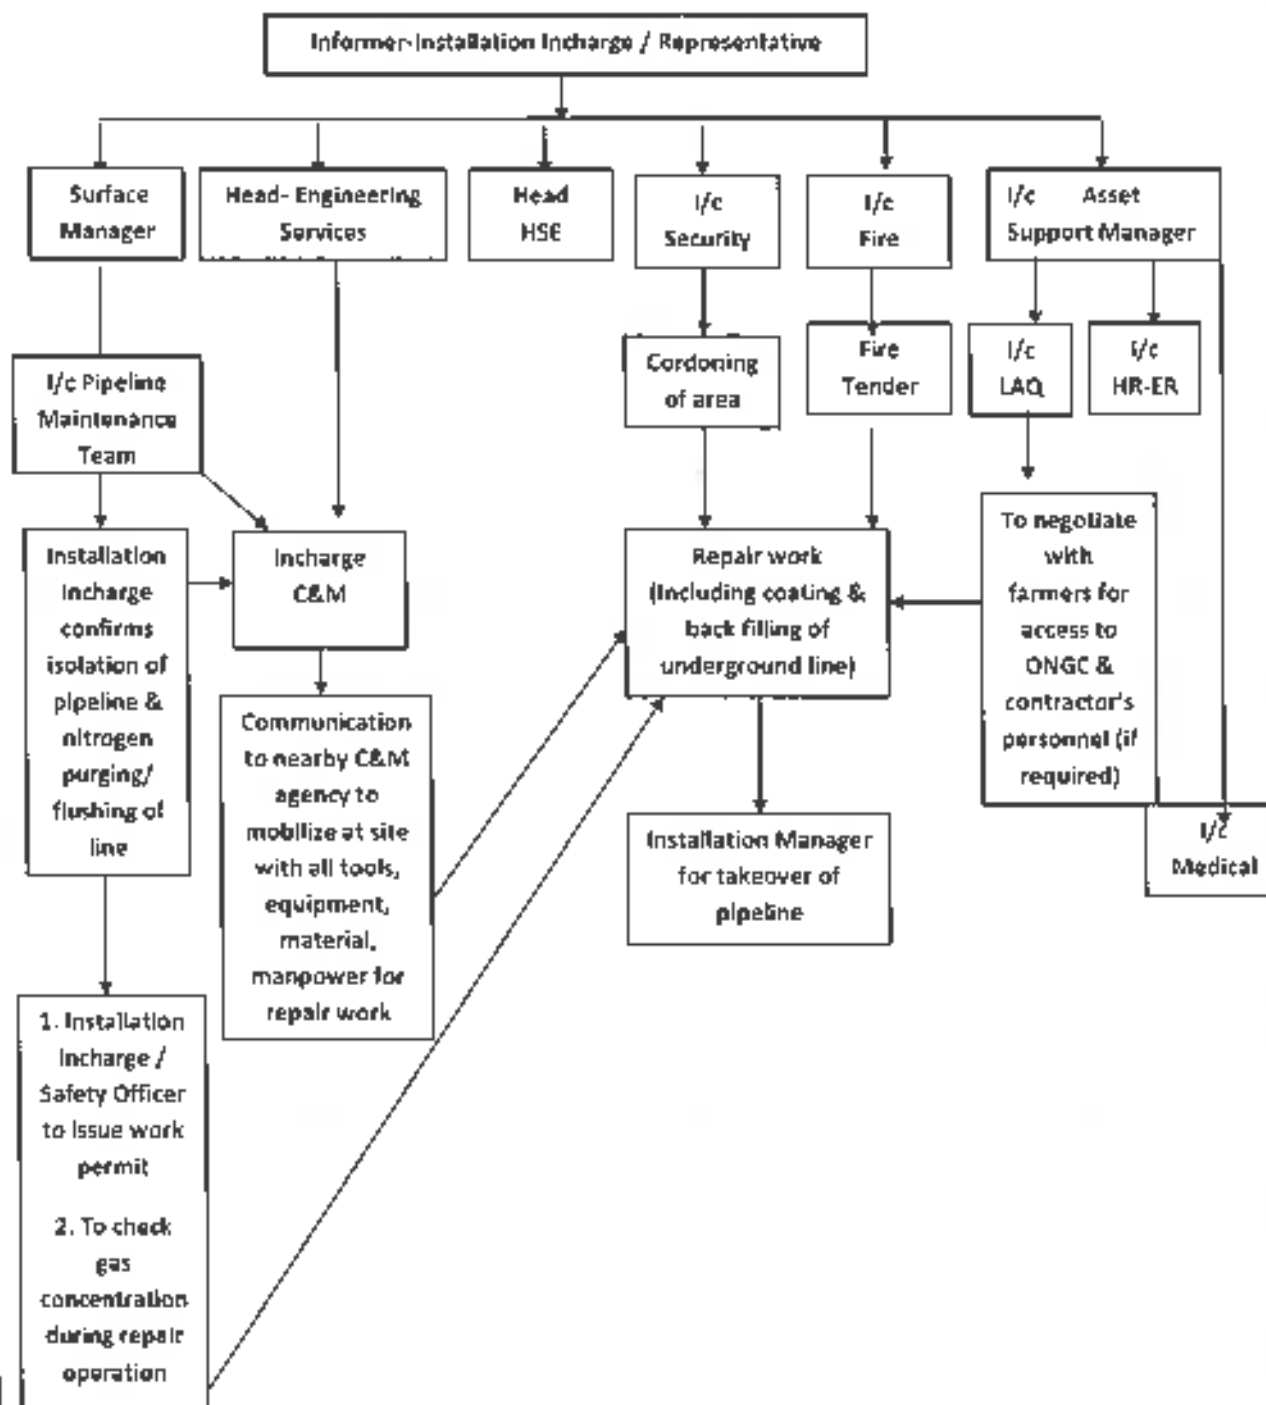 Informer-Installation Incharge / Representative
Surface
Manager
Head- Engineering
Services
Head
HSE
I/c
Security
I/c
Fire
I/c Asset
Support Manager
I/c Pipeline
Maintenance
Team
Cordoning
of area
Fire
Tender
I/c
LAQ
I/c
HR-ER
Installation
Incharge
confirms
isolation of
pipeline &
nitrogen
purging/
flushing of
line
Incharge
C&M
Repair work
(Including coating &
back filling of
underground line)
To negotiate
with
farmers for
access to
ONGC &
contractor's
personnel (if
required)
Communication
to nearby C&M
agency to
mobilize at site
with all tools,
equipment,
material,
manpower for
repair work
Installation Manager
for takeover of
pipeline
I/c
Medical
1. Installation
Incharge /
Safety Officer
to issue work
permit
2. To check
gas
concentration
during repair
operation